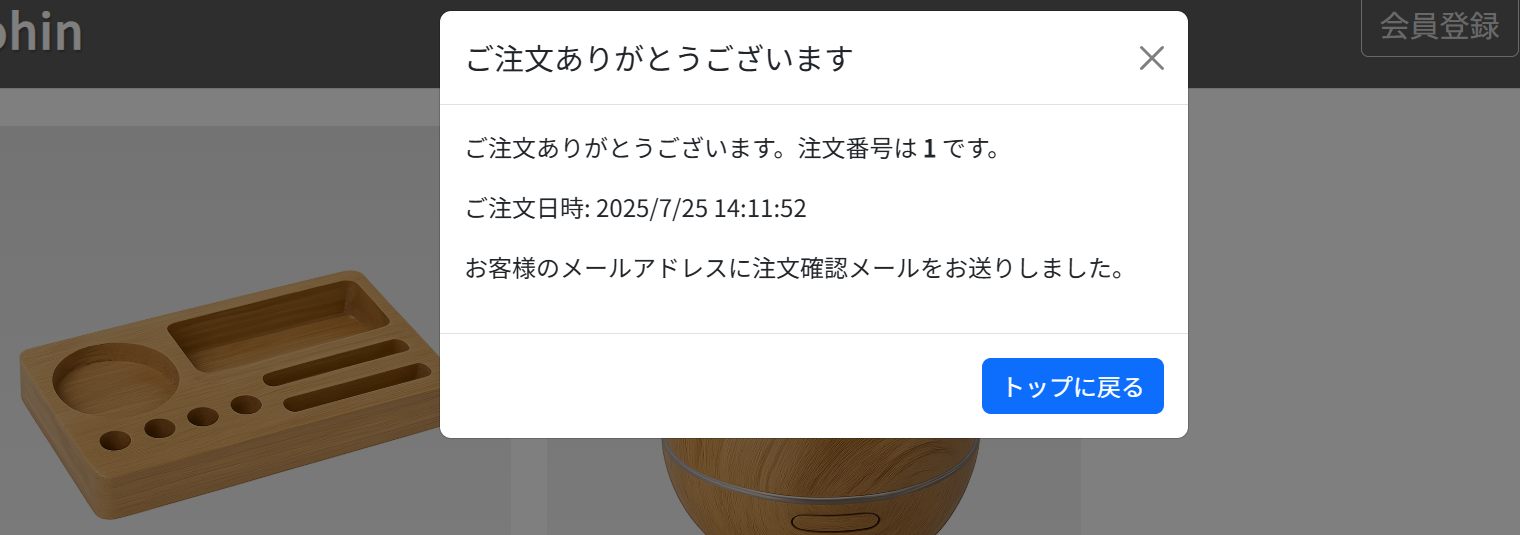 ohin
会員登録
ご注文ありがとうございます
ご注文ありがとうございます。注文番号は 1 です。
ご注文日時: 2025/7/25 14:11:52
お客様のメールアドレスに注文確認メールをお送りしました。
トップに戻る